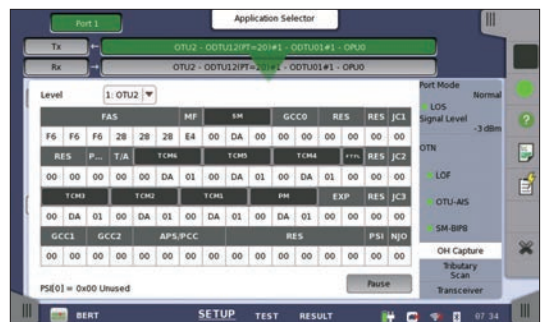 Port 1
Application Selector
Tx
OTU2 - ODTU12(PT=20)#1 - ODTU01#1 - OPU0
Rx
OTU2 - ODTU12(PT=20)#1 - ODTU01#1 - OPU0
Level
1: OTU2
FAS MF SM GCC0 RES RES JC1
F6 F6 F6 28 28 28 E4 00 DA 00 00 00 00 00 00 00
RES P... T/A TCM6 TCM5 TCM4 FTFL RES JC2
00 00 00 00 00 DA 01 00 DA 01 00 DA 01 00 00 00
TCM3 TCM2 TCM1 PM EXP RES JC3
00 DA 01 00 DA 01 00 DA 01 00 DA 01 00 00 00 00
GCC1 GCC2 APS/PCC RES PSI NJO
00 00 00 00 00 00 00 00 00 00 00 00 00 00 00 00
PSI[0] = 0x00 Unused
Pause
Port Mode
Normal
LOS
Signal Level
-3 dBm
OTN
LOF
OTU-AIS
SM-BIP8
OH Capture
Tributary
Scan
Transceiver
BERT
SETUP
TEST
RESULT
07 34